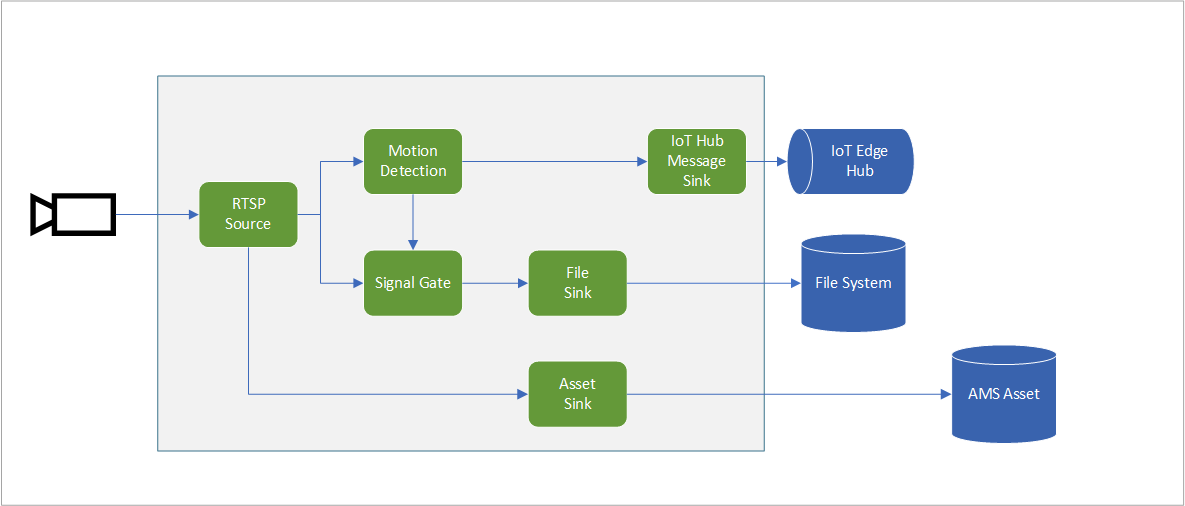 Motion
Detection
IoT Hub
Message
Sink
IoT Edge
Hub
RTSP
Source
Signal Gate
File
Sink
File System
Asset
Sink
AMS Asset